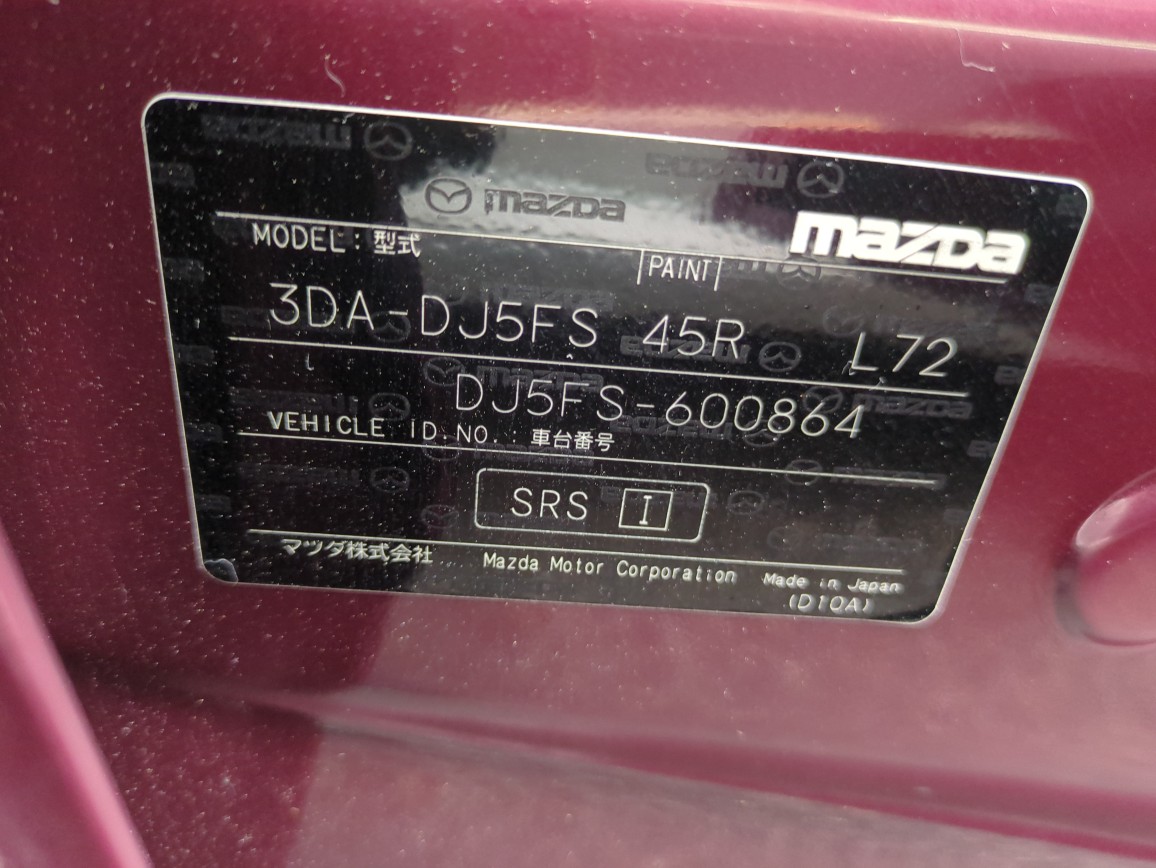 mazDa
mazDa
MODEL : 型式
PAINT
3DA-DJ5FS 45R L72
DJ5FS-600864
VEHICLE ID.NO. : 車台番号
SRS I
マツダ株式会社 Mazda Motor Corporation Made in Japan
(D10A)